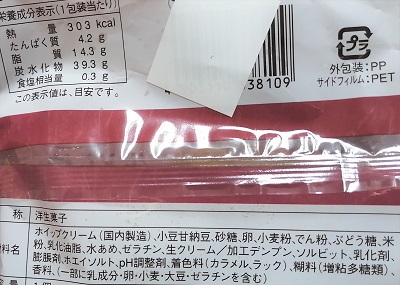 栄養成分表示(1包装当たり)
熱量 303 kcal
たんぱく質 4.2 g
脂質 14.3 g
炭水化物 39.3 g
食塩相当量 0.3 g
この表示値は、目安です。
38109
プラ
外包装:PP
サイドフィルム:PET
称 洋生菓子
ホイップクリーム(国内製造)、小豆甘納豆、砂糖、卵、小麦粉、でん粉、ぶどう糖、米
料名 粉、乳化油脂、水あめ、ゼラチン、生クリーム/加工デンプン、ソルビット、乳化剤、
膨脹剤、ホエイソルト、pH調整剤、着色料(カラメル、ラック)、糊料(増粘多糖類)、
香料、(一部に乳成分・卵・小麦・大豆・ゼラチンを含む)